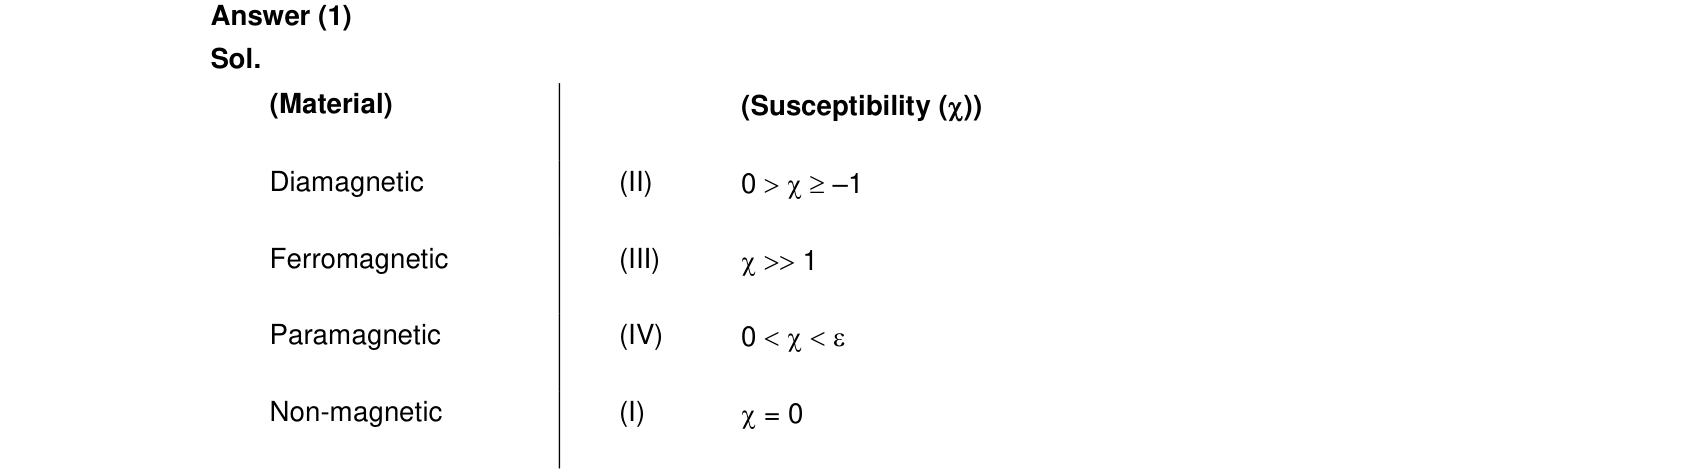 Answer (1)
Sol.
(Material) (Susceptibility (χ))
Diamagnetic (II) 0 > χ ≥ –1
Ferromagnetic (III) χ >> 1
Paramagnetic (IV) 0 < χ < ε
Non-magnetic (I) χ = 0